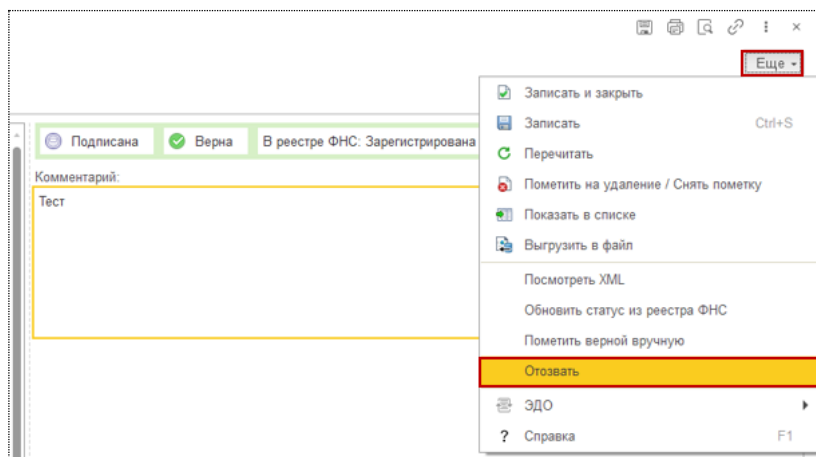 Еще
Записать и закрыть
Записать Ctrl+S
Перечитать
Пометить на удаление / Снять пометку
Показать в списке
Выгрузить в файл
Посмотреть XML
Обновить статус из реестра ФНС
Пометить верной вручную
Отозвать
ЭДО
? Справка F1
Подписана Верна В реестре ФНС: Зарегистрирована
Комментарий:
Тест